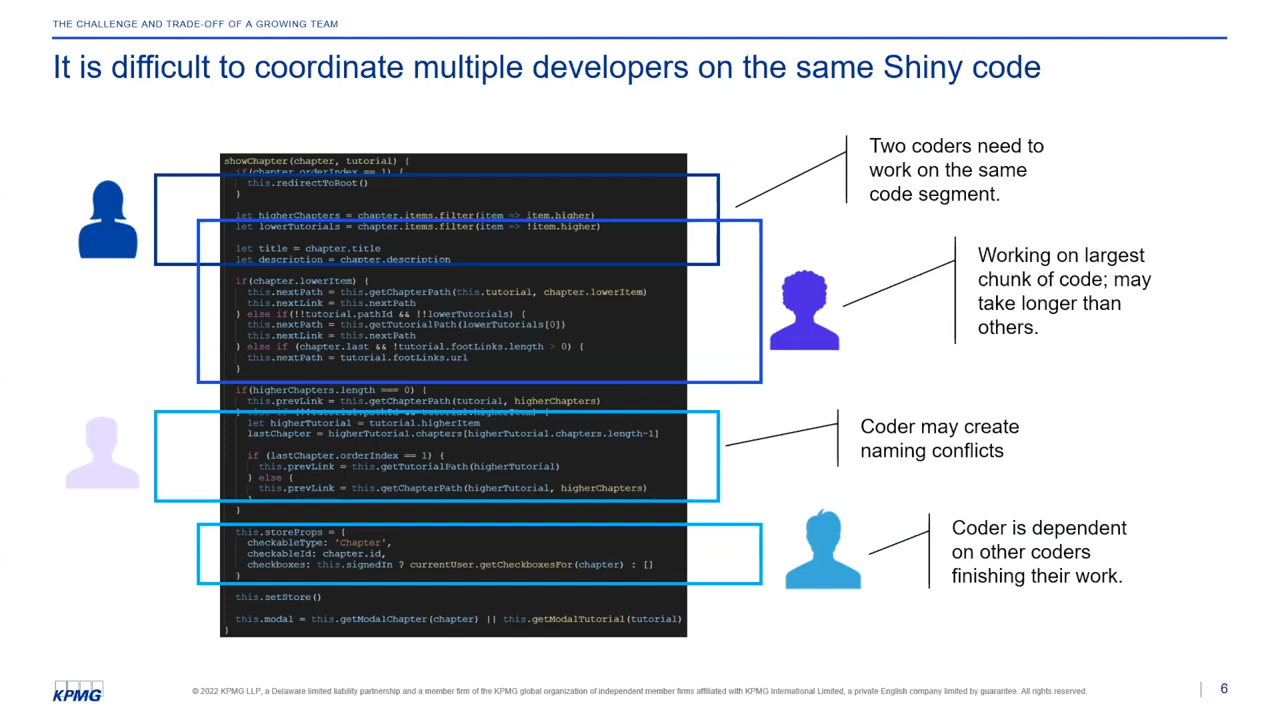 THE CHALLENGE AND TRADE-OFF OF A GROWING TEAM
It is difficult to coordinate multiple developers on the same Shiny code
showChapter(chapter, tutorial) {
if(chapter.orderIndex == 1) {
this.redirectToRoot()
}
let higherChapters = chapter.items.filter(item => item.higher)
let lowerTutorials = chapter.items.filter(item => !item.higher)
let title = chapter.title
let description = chapter.description
if(chapter.lowerItem) {
this.nextPath = this.getChapterPath(this.tutorial, chapter.lowerItem)
this.nextLink = this.nextPath
} else if(!!tutorial.pathId && !!lowerTutorials) {
this.nextPath = this.getTutorialPath(lowerTutorials[0])
this.nextLink = this.nextPath
} else if (chapter.last && !tutorial.footLinks.length > 0) {
this.nextPath = tutorial.footLinks.url
}
if(higherChapters.length === 0) {
this.prevLink = this.getChapterPath(tutorial, higherChapters)
} else if (!!tutorial.pathId && tutorial.higherItem) {
let higherTutorial = tutorial.higherItem
lastChapter = higherTutorial.chapters[higherTutorial.chapters.length-1]
if (lastChapter.orderIndex == 1) {
this.prevLink = this.getTutorialPath(higherTutorial)
} else {
this.prevLink = this.getChapterPath(higherTutorial, higherChapters)
}
}
this.storeProps = {
checkableType: 'Chapter',
checkableId: chapter.id,
checkboxes: this.signedIn ? currentUser.getCheckboxesFor(chapter) : []
}
this.setStore()
this.modal = this.getModalChapter(chapter) || this.getModalTutorial(tutorial)
}
Two coders need to
work on the same
code segment.
Working on largest
chunk of code; may
take longer than
others.
Coder may create
naming conflicts
Coder is dependent
on other coders
finishing their work.
KPMG
© 2022 KPMG LLP, a Delaware limited liability partnership and a member firm of the KPMG global organization of independent member firms affiliated with KPMG International Limited, a private English company limited by guarantee. All rights reserved.
6